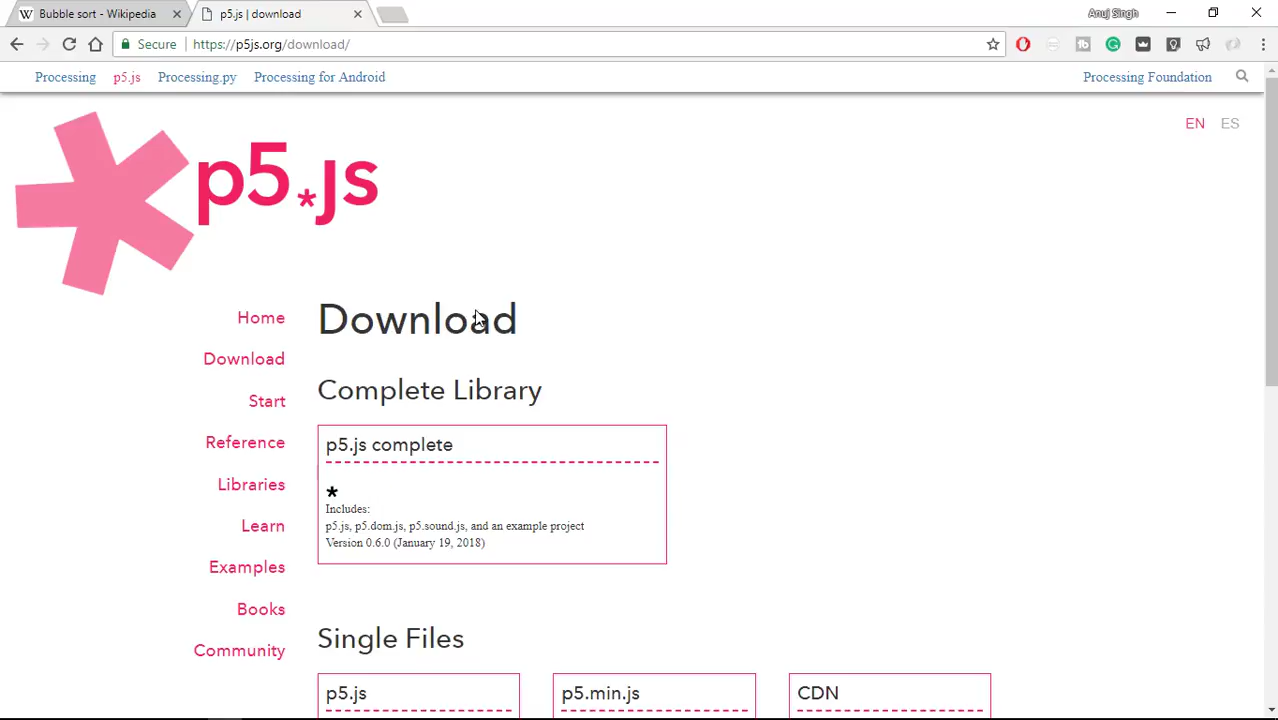 Bubble sort - Wikipedia
p5.js | download
Anuj Singh
Secure
https://p5js.org/download/
Processing
p5.js
Processing.py
Processing for Android
Processing Foundation
EN
ES
p5*js
Home
Download
Start
Reference
Libraries
Learn
Examples
Books
Community
Download
Complete Library
p5.js complete
*
Includes:
p5.js, p5.dom.js, p5.sound.js, and an example project
Version 0.6.0 (January 19, 2018)
Single Files
p5.js
p5.min.js
CDN